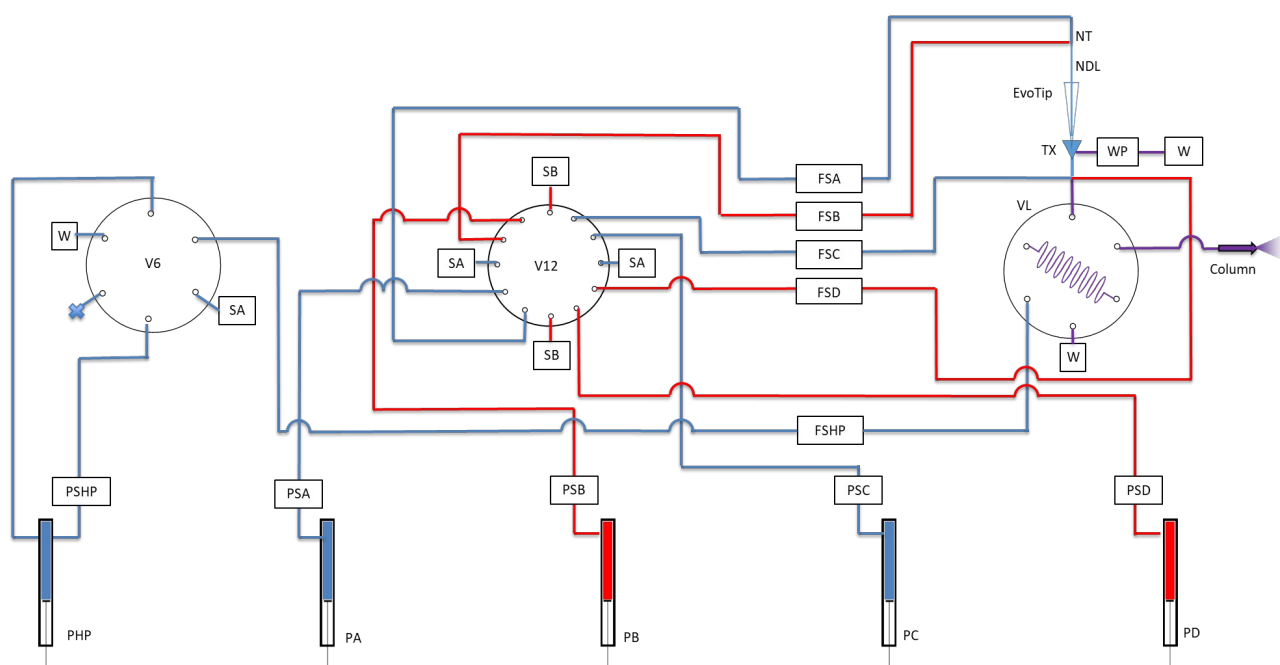 NT
NDL
EvoTip
TX
WP
W
SB
FSA
FSB
VL
W
V6
SA
V12
SA
FSC
Column
FSD
SA
SB
W
FSHP
PSHP
PSA
PSB
PSC
PSD
PHP
PA
PB
PC
PD